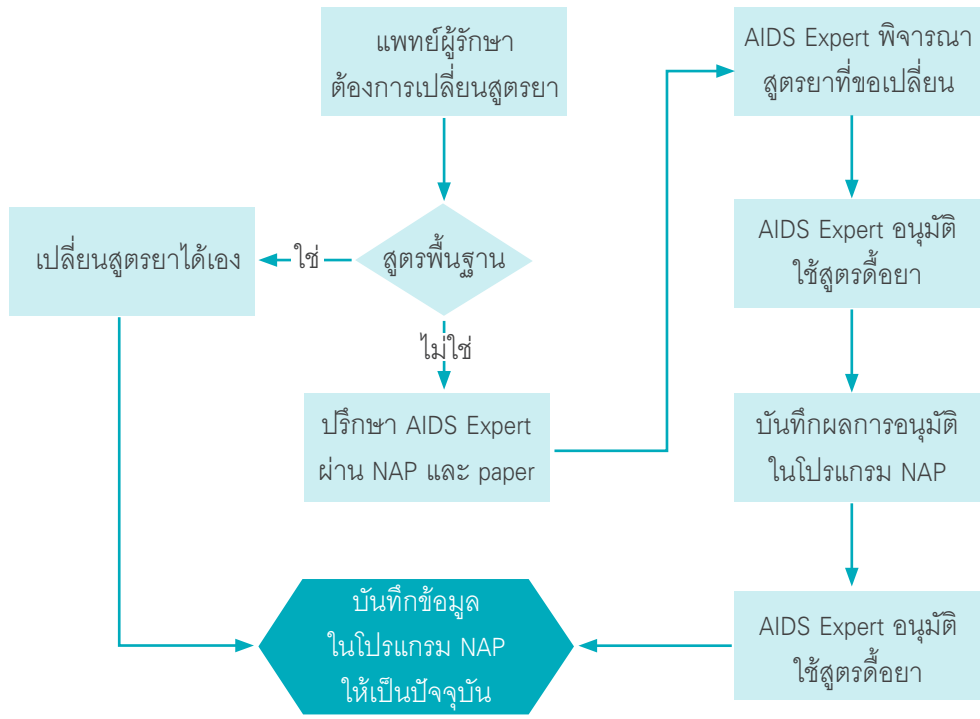 แพทย์ผู้รักษา
ต้องการเปลี่ยนสูตรยา
สูตรพื้นฐาน
ใช่
เปลี่ยนสูตรยาได้เอง
ไม่ใช่
ปรึกษา AIDS Expert
ผ่าน NAP และ paper
AIDS Expert พิจารณา
สูตรยาที่ขอเปลี่ยน
AIDS Expert อนุมัติ
ใช้สูตรดื้อยา
บันทึกผลการอนุมัติ
ในโปรแกรม NAP
AIDS Expert อนุมัติ
ใช้สูตรดื้อยา
บันทึกข้อมูล
ในโปรแกรม NAP
ให้เป็นปัจจุบัน